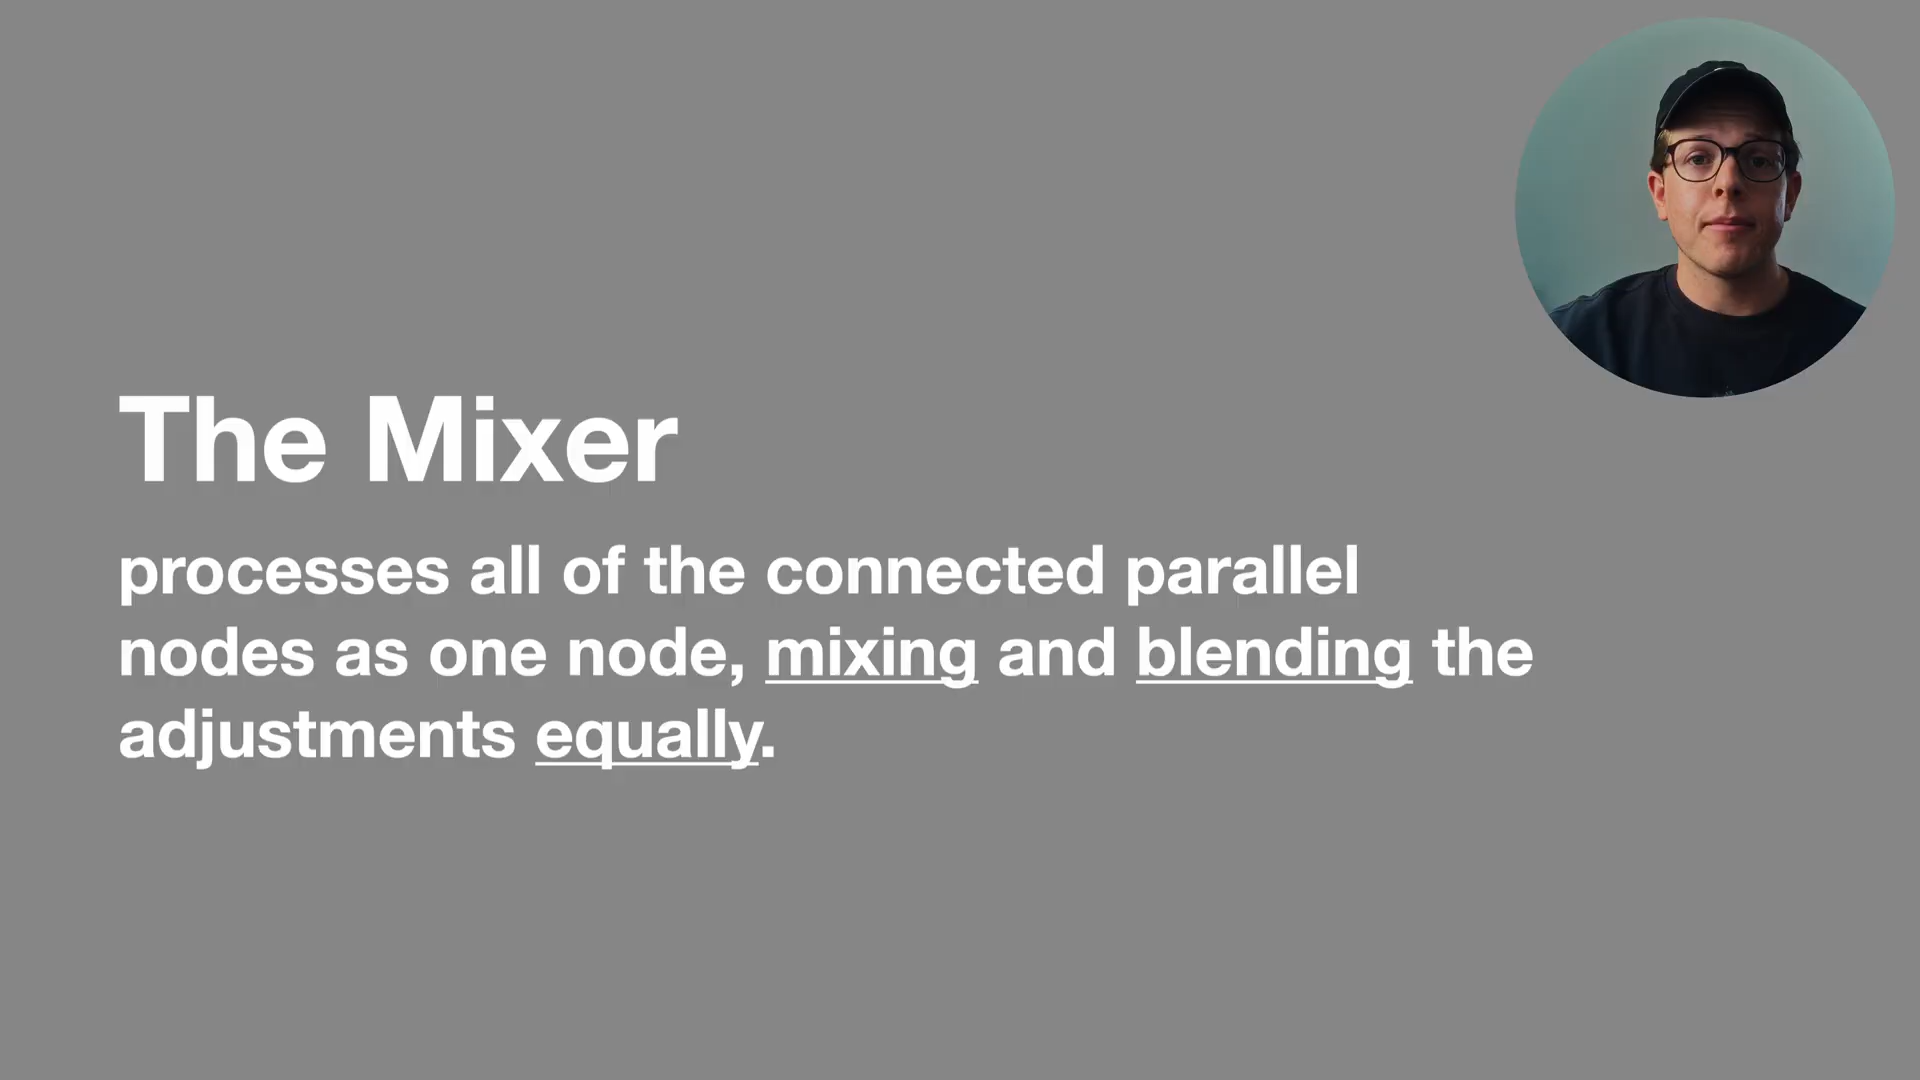 The Mixer
processes all of the connected parallel
nodes as one node, mixing and blending the
adjustments equally.